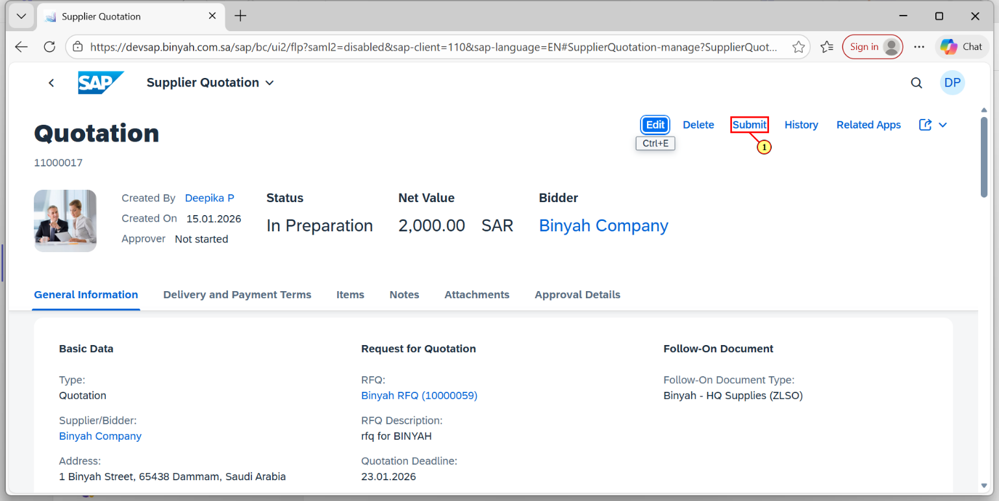 Supplier Quotation
https://devsap.binyah.com.sa/sap/bc/ui2/flp?saml2=disabled&sap-client=110&sap-language=EN#SupplierQuotation-manage?SupplierQuot...
Sign in
Chat
SAP
Supplier Quotation
DP
Quotation
Edit
Delete
Submit
History
Related Apps
Ctrl+E
1
11000017
Created By Deepika P
Created On 15.01.2026
Approver Not started
Status
In Preparation
Net Value
2,000.00 SAR
Bidder
Binyah Company
General Information
Delivery and Payment Terms
Items
Notes
Attachments
Approval Details
Basic Data
Type:
Quotation
Supplier/Bidder:
Binyah Company
Address:
1 Binyah Street, 65438 Dammam, Saudi Arabia
Request for Quotation
RFQ:
Binyah RFQ (10000059)
RFQ Description:
rfq for BINYAH
Quotation Deadline:
23.01.2026
Follow-On Document
Follow-On Document Type:
Binyah - HQ Supplies (ZLSO)